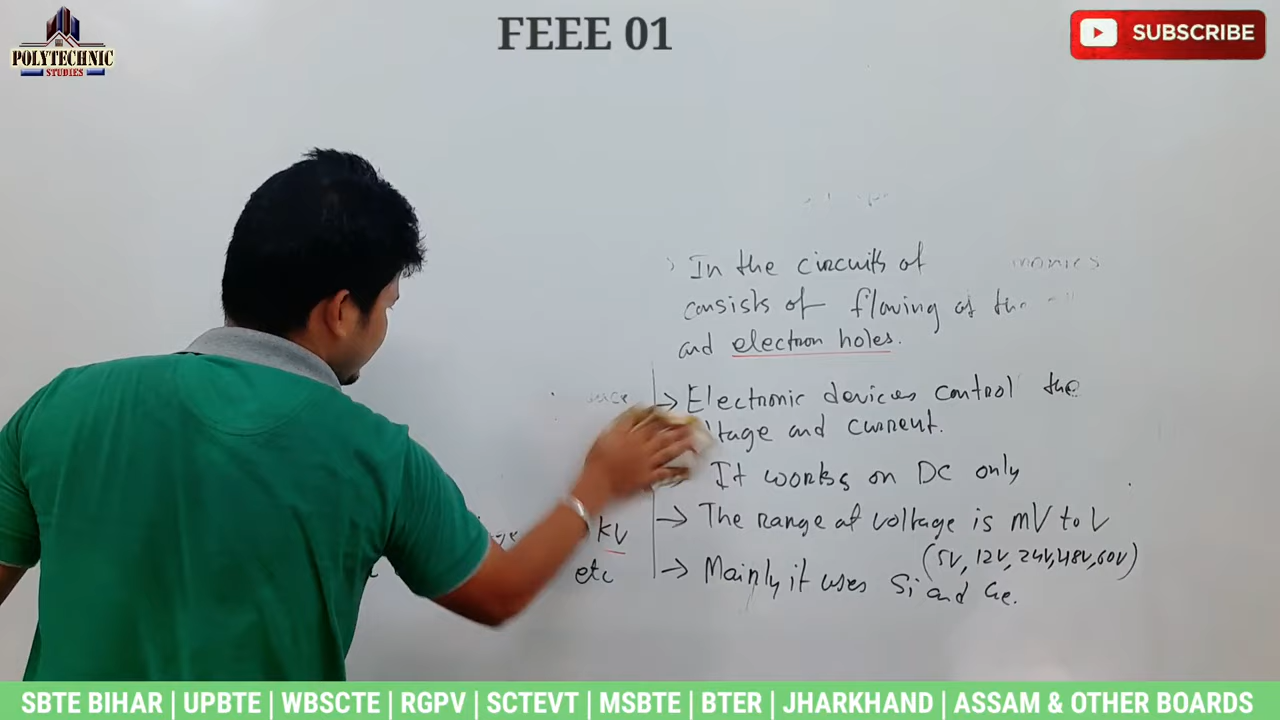 FEEE 01
POLYTECHNIC
STUDIES
SUBSCRIBE
In the circuits of
consists of flowing of the
and electron holes.
→ Electronic devices control the
ltage and current.
It works on DC only
→ The range of voltage is mV to V
(5V, 12V, 24V, 48V, 60V)
→ Mainly it uses Si and Ge.
KV
etc
SBTE BIHAR | UPBTE | WBSCTE | RGPV | SCTEVT | MSBTE | BTER | JHARKHAND | ASSAM & OTHER BOARDS